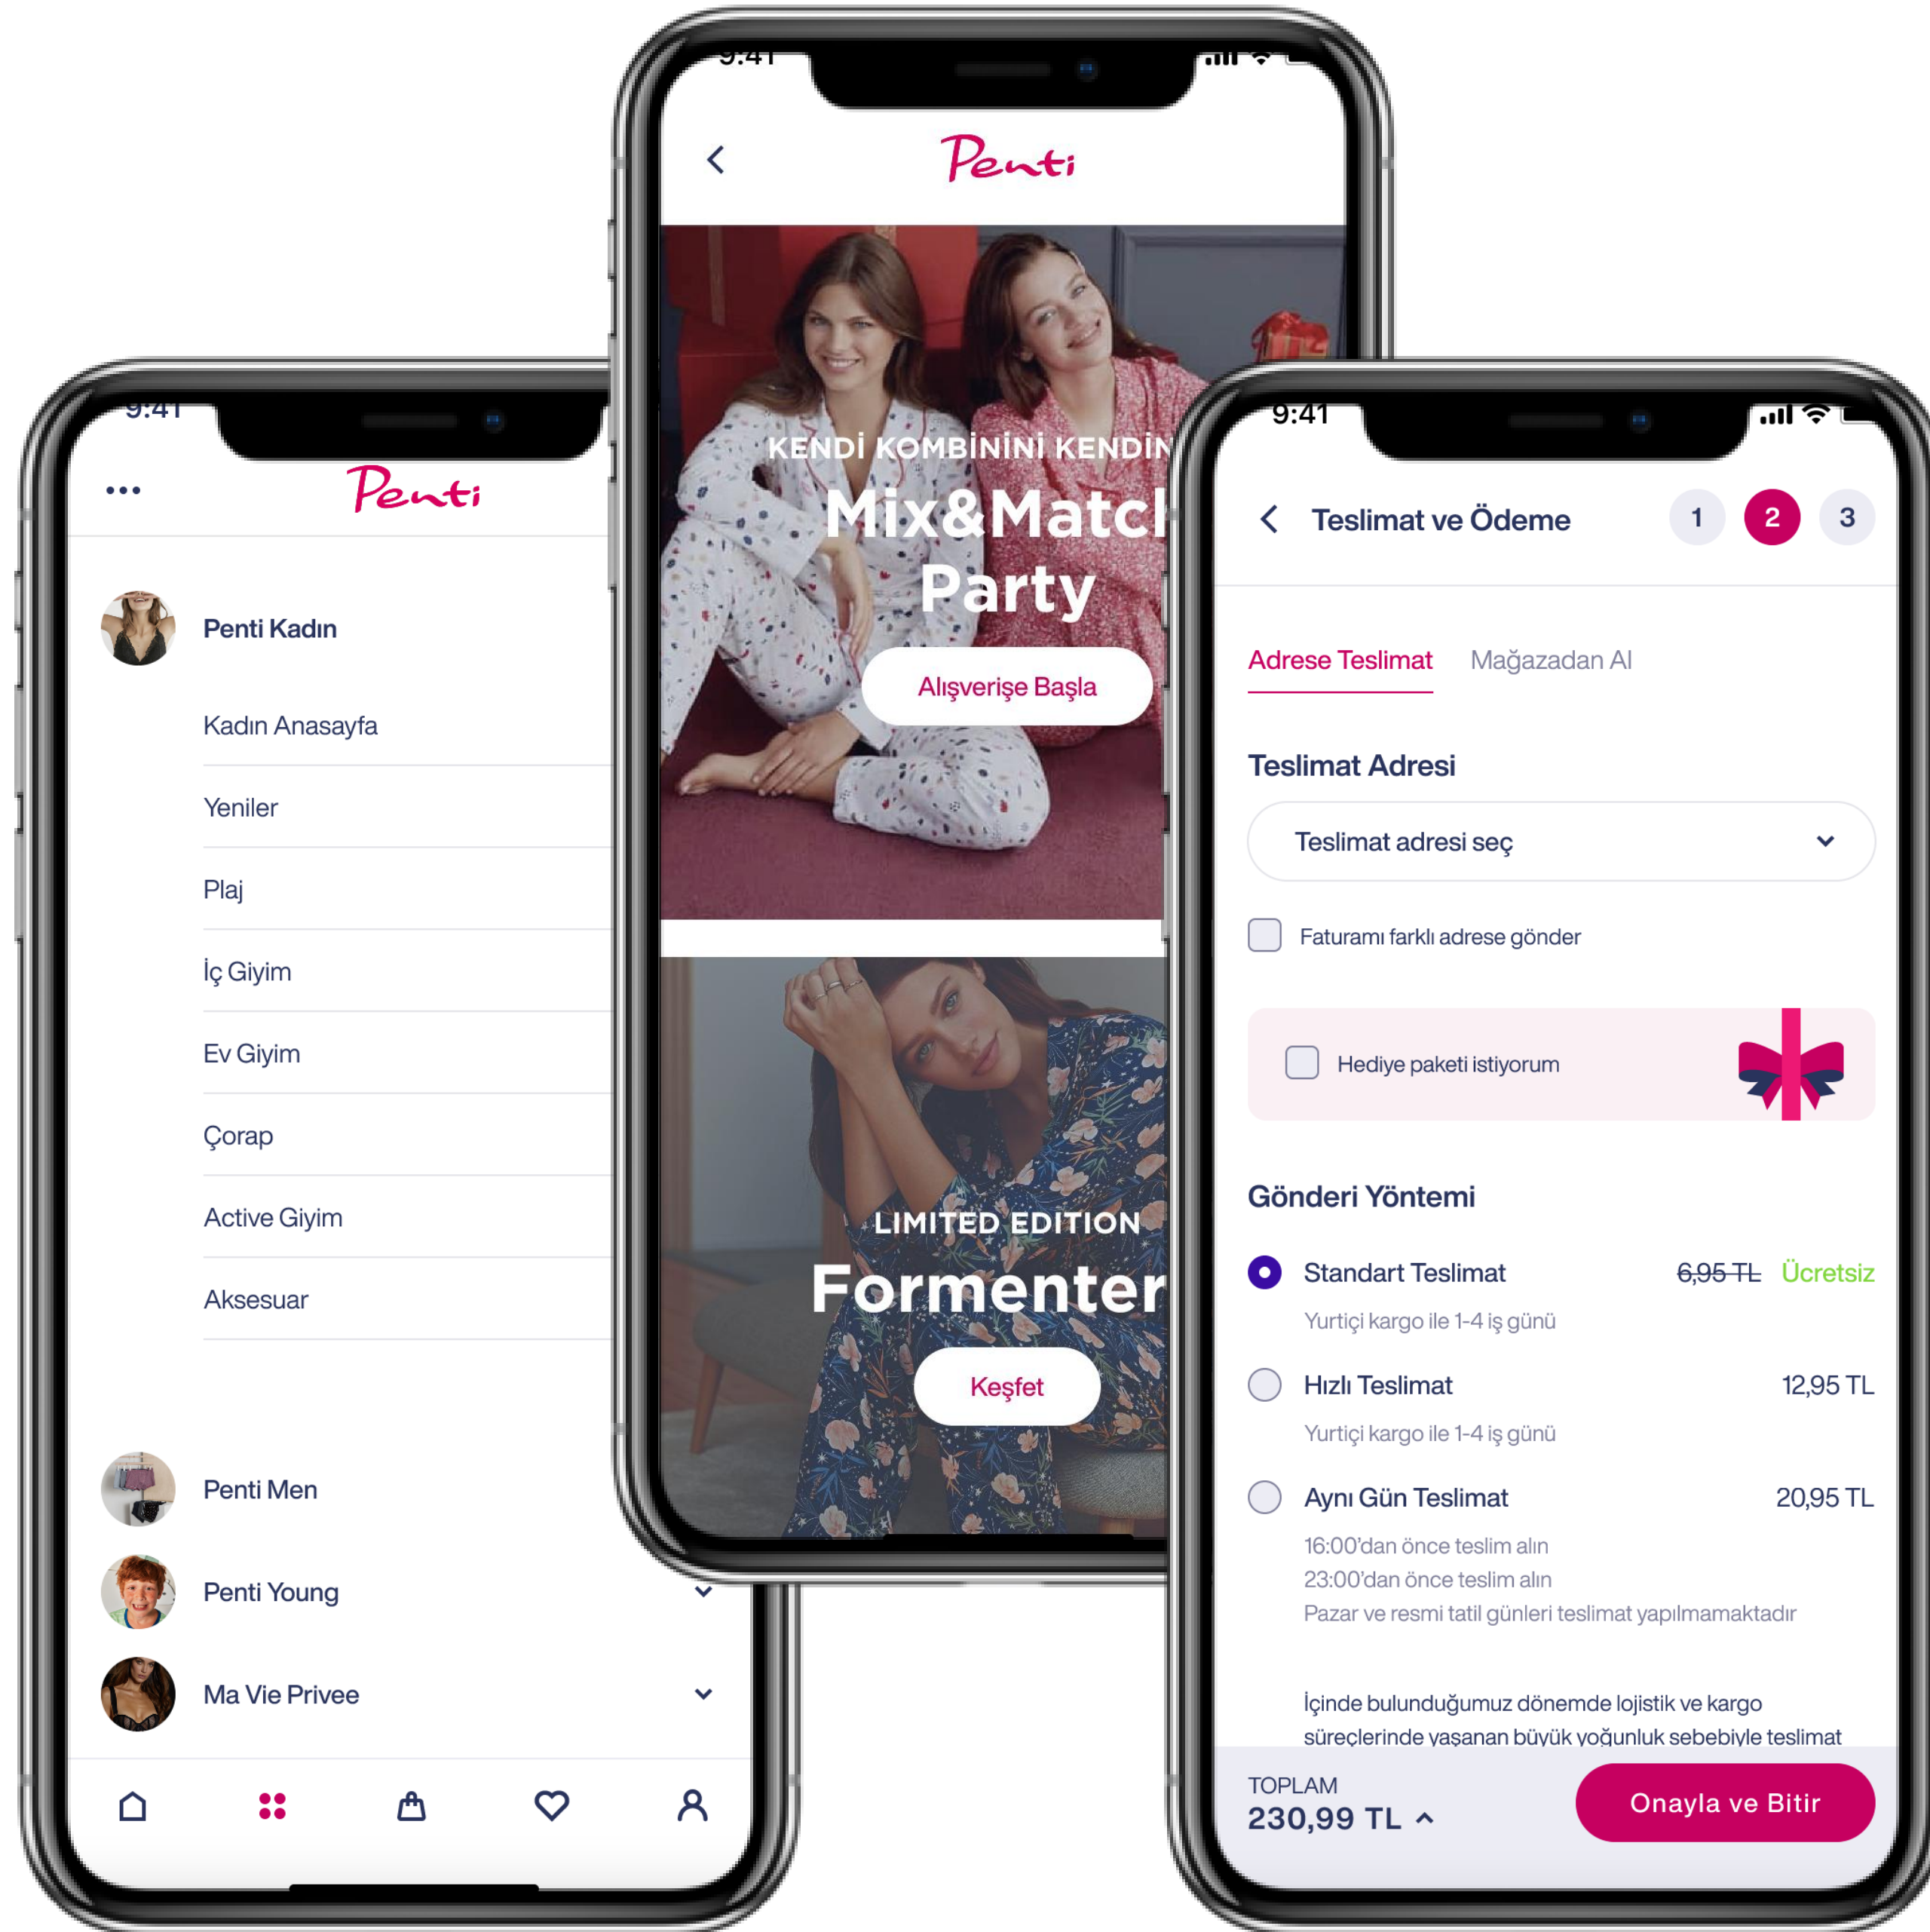 9:41
Penti
Penti Kadın
Kadın Anasayfa
Yeniler
Plaj
İç Giyim
Ev Giyim
Çorap
Active Giyim
Aksesuar
Penti Men
Penti Young
Ma Vie Privee
9:41
Penti
KENDİ KOMBİNİNİ KENDİN
Mix&Matc
Party
Alışverişe Başla
LIMITED EDITION
Formenter
Keşfet
9:41
Teslimat ve Ödeme 1 2 3
Adrese Teslimat Mağazadan Al
Teslimat Adresi
Teslimat adresi seç
Faturamı farklı adrese gönder
Hediye paketi istiyorum
Gönderi Yöntemi
Standart Teslimat 6,95 TL Ücretsiz
Yurtiçi kargo ile 1-4 iş günü
Hızlı Teslimat 12,95 TL
Yurtiçi kargo ile 1-4 iş günü
Aynı Gün Teslimat 20,95 TL
16:00'dan önce teslim alın
23:00'dan önce teslim alın
Pazar ve resmi tatil günleri teslimat yapılmamaktadır
İçinde bulunduğumuz dönemde lojistik ve kargo
süreçlerinde yaşanan büyük yoğunluk sebebiyle teslimat
TOPLAM
230,99 TL
Onayla ve Bitir